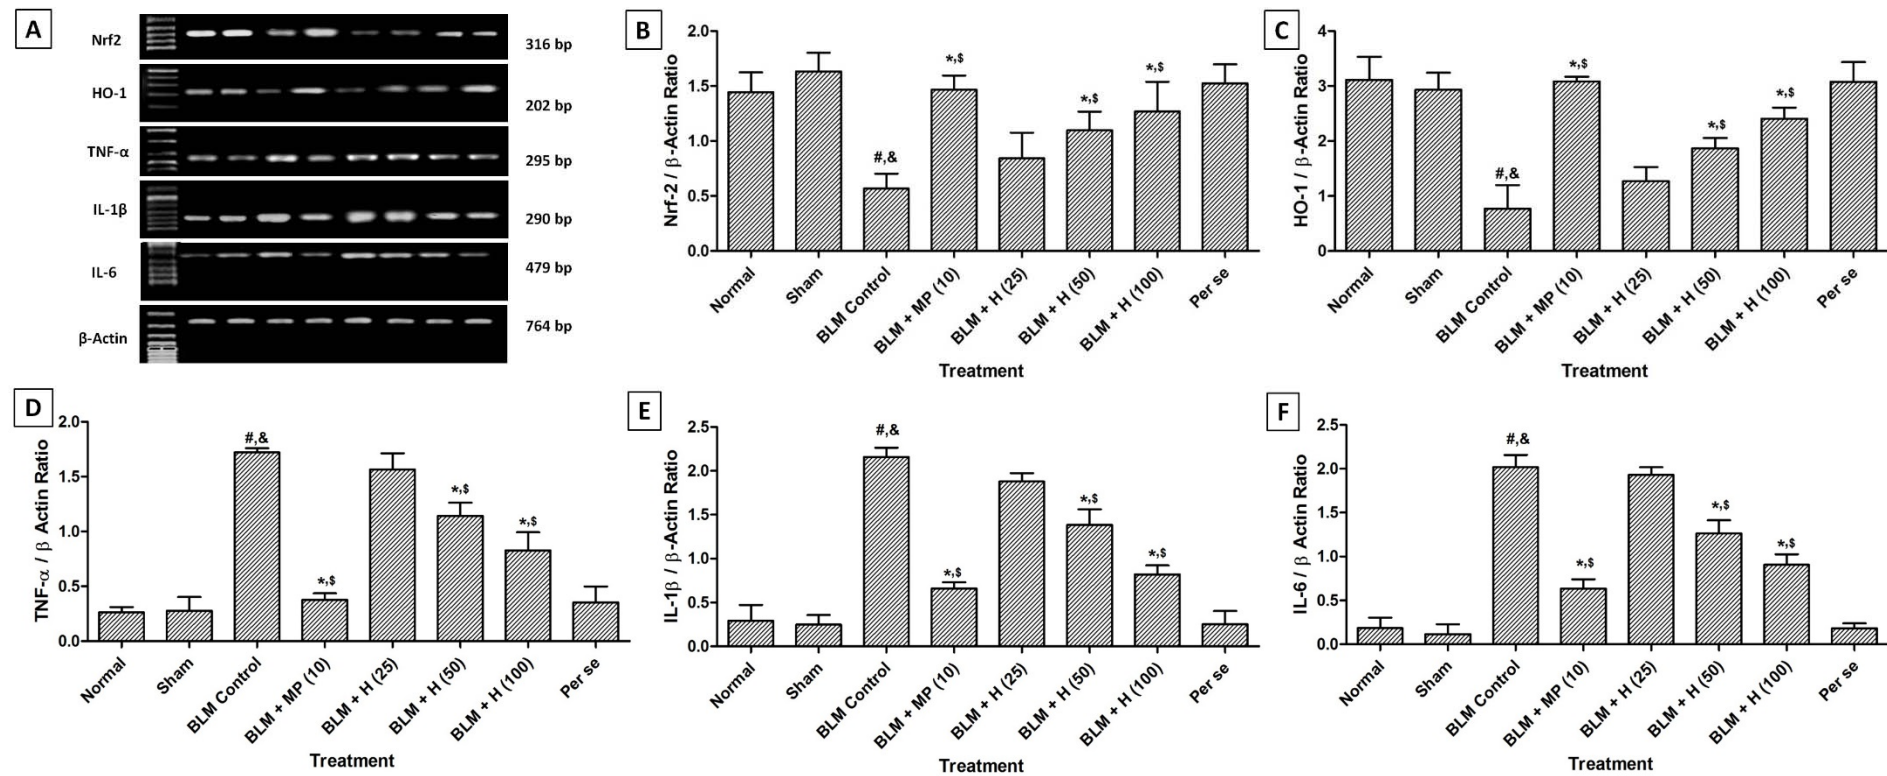 A
Nrf2
316 bp
HO-1
202 bp
TNF-α
295 bp
IL-1β
290 bp
IL-6
479 bp
β-Actin
764 bp
B
Nrf-2 / β-Actin Ratio
2.0
1.5
1.0
0.5
0.0
#,&
*,$
*,$
*,$
Normal
Sham
BLM Control
BLM + MP (10)
BLM + H (25)
BLM + H (50)
BLM + H (100)
Per se
Treatment
C
HO-1 / β-Actin Ratio
4
3
2
1
0
#,&
*,$
*,$
*,$
Normal
Sham
BLM Control
BLM + MP (10)
BLM + H (25)
BLM + H (50)
BLM + H (100)
Per se
Treatment
D
TNF-α / β Actin Ratio
2.0
1.5
1.0
0.5
0.0
#,&
*,$
*,$
*,$
Normal
Sham
BLM Control
BLM + MP (10)
BLM + H (25)
BLM + H (50)
BLM + H (100)
Per se
Treatment
E
IL-1β / β-Actin Ratio
2.5
2.0
1.5
1.0
0.5
0.0
#,&
*,$
*,$
*,$
Normal
Sham
BLM Control
BLM + MP (10)
BLM + H (25)
BLM + H (50)
BLM + H (100)
Per se
Treatment
F
IL-6 / β Actin Ratio
2.5
2.0
1.5
1.0
0.5
0.0
#,&
*,$
*,$
*,$
Normal
Sham
BLM Control
BLM + MP (10)
BLM + H (25)
BLM + H (50)
BLM + H (100)
Per se
Treatment